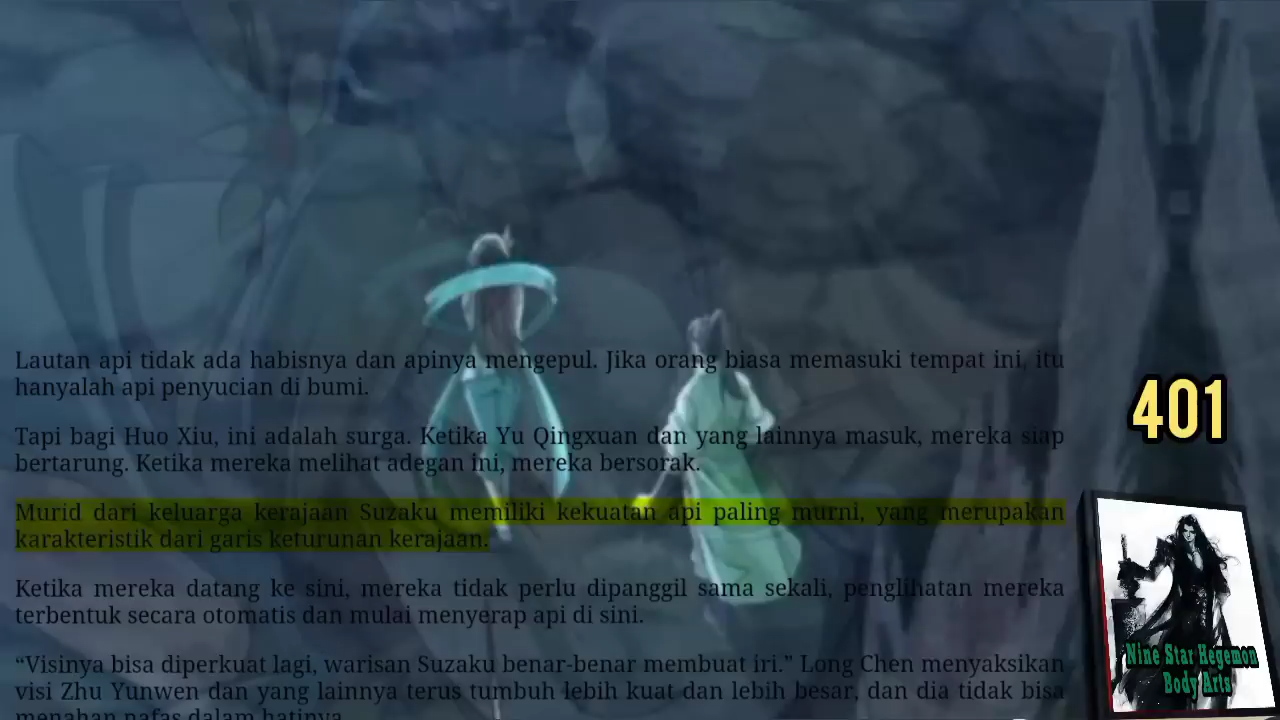 Lautan api tidak ada habisnya dan apinya mengepul. Jika orang biasa memasuki tempat ini, itu
hanyalah api penyucian di bumi.
Tapi bagi Huo Xiu, ini adalah surga. Ketika Yu Qingxuan dan yang lainnya masuk, mereka siap
bertarung. Ketika mereka melihat adegan ini, mereka bersorak.
Murid dari keluarga kerajaan Suzaku memiliki kekuatan api paling murni, yang merupakan
karakteristik dari garis keturunan kerajaan.
Ketika mereka datang ke sini, mereka tidak perlu dipanggil sama sekali, penglihatan mereka
terbentuk secara otomatis dan mulai menyerap api di sini.
“Visinya bisa diperkuat lagi, warisan Suzaku benar-benar membuat iri.” Long Chen menyaksikan
visi Zhu Yunwen dan yang lainnya terus tumbuh lebih kuat dan lebih besar, dan dia tidak bisa
menahan nafas dalam hatinya.
401
Nine Star Hegemon
Body Arts